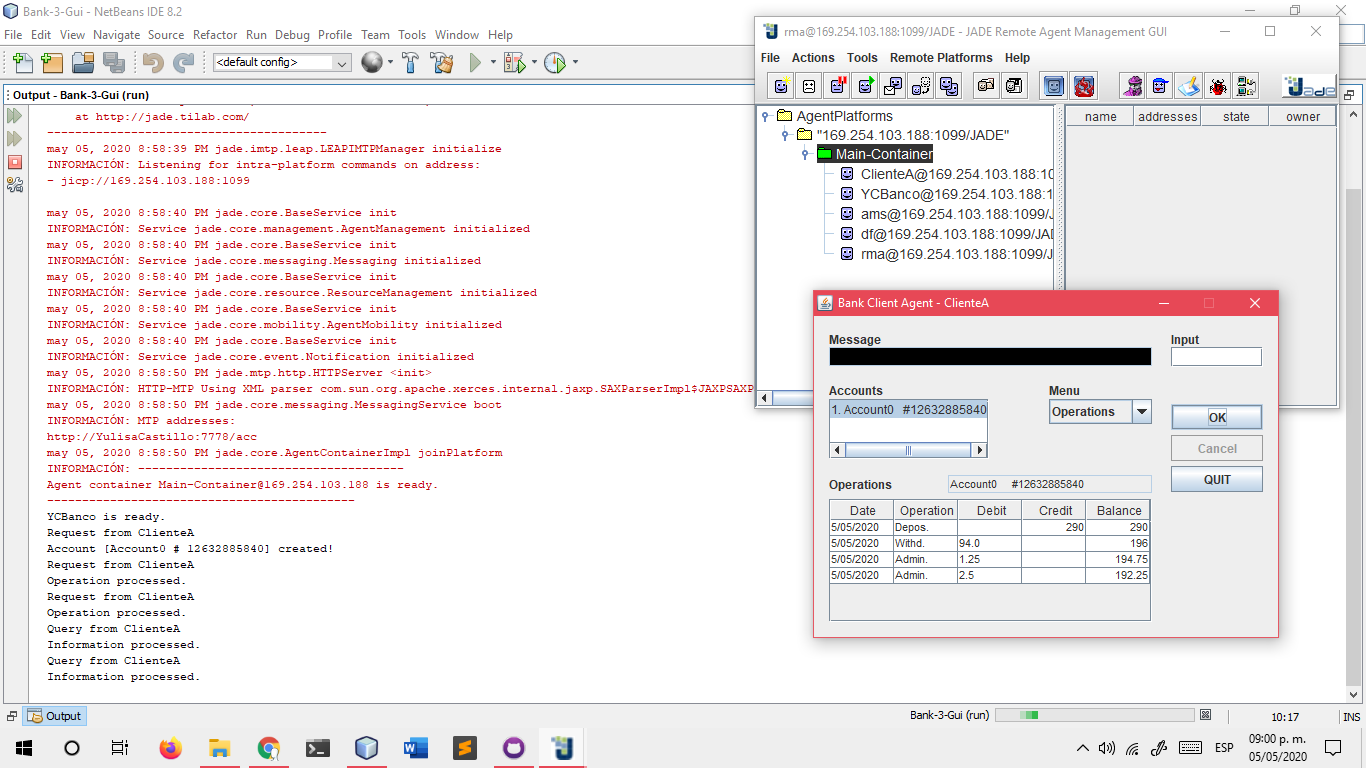 Bank-3-Gui - NetBeans IDE 8.2
File Edit View Navigate Source Refactor Run Debug Profile Team Tools Window Help
<default config>
Output - Bank-3-Gui (run)
at http://jade.tilab.com/
----------------------------------------
may 05, 2020 8:58:39 PM jade.imtp.leap.LEAPIMTPManager initialize
INFORMACIÓN: Listening for intra-platform commands on address:
- jicp://169.254.103.188:1099
may 05, 2020 8:58:40 PM jade.core.BaseService init
INFORMACIÓN: Service jade.core.management.AgentManagement initialized
may 05, 2020 8:58:40 PM jade.core.BaseService init
INFORMACIÓN: Service jade.core.messaging.Messaging initialized
may 05, 2020 8:58:40 PM jade.core.BaseService init
INFORMACIÓN: Service jade.core.resource.ResourceManagement initialized
may 05, 2020 8:58:40 PM jade.core.BaseService init
INFORMACIÓN: Service jade.core.mobility.AgentMobility initialized
may 05, 2020 8:58:40 PM jade.core.BaseService init
INFORMACIÓN: Service jade.core.event.Notification initialized
may 05, 2020 8:58:50 PM jade.mtp.http.HTTPServer <init>
INFORMACIÓN: HTTP-MTP Using XML parser com.sun.org.apache.xerces.internal.jaxp.SAXParserImpl$JAXPSAXP
may 05, 2020 8:58:50 PM jade.core.messaging.MessagingService boot
INFORMACIÓN: MTP addresses:
http://YulisaCastillo:7778/acc
may 05, 2020 8:58:50 PM jade.core.AgentContainerImpl joinPlatform
INFORMACIÓN: --------------------------------------
Agent container Main-Container@169.254.103.188 is ready.
--------------------------------------------
YCBanco is ready.
Request from ClienteA
Account [Account0 # 12632885840] created!
Request from ClienteA
Operation processed.
Request from ClienteA
Operation processed.
Query from ClienteA
Information processed.
Query from ClienteA
Information processed.
Output
Bank-3-Gui (run)
10:17 INS
rma@169.254.103.188:1099/JADE - JADE Remote Agent Management GUI
File Actions Tools Remote Platforms Help
Jade
AgentPlatforms
"169.254.103.188:1099/JADE"
Main-Container
ClienteA@169.254.103.188:10
YCBanco@169.254.103.188:1
ams@169.254.103.188:1099/J
df@169.254.103.188:1099/JAD
rma@169.254.103.188:1099/J
name addresses state owner
Bank Client Agent - ClienteA
Message Input
Accounts Menu
1. Account0 #12632885840
Operations
OK
Cancel
QUIT
Operations Account0 #12632885840
Date Operation Debit Credit Balance
5/05/2020 Depos. 290 290
5/05/2020 Withd. 94.0 196
5/05/2020 Admin. 1.25 194.75
5/05/2020 Admin. 2.5 192.25
ESP
09:00 p. m.
05/05/2020